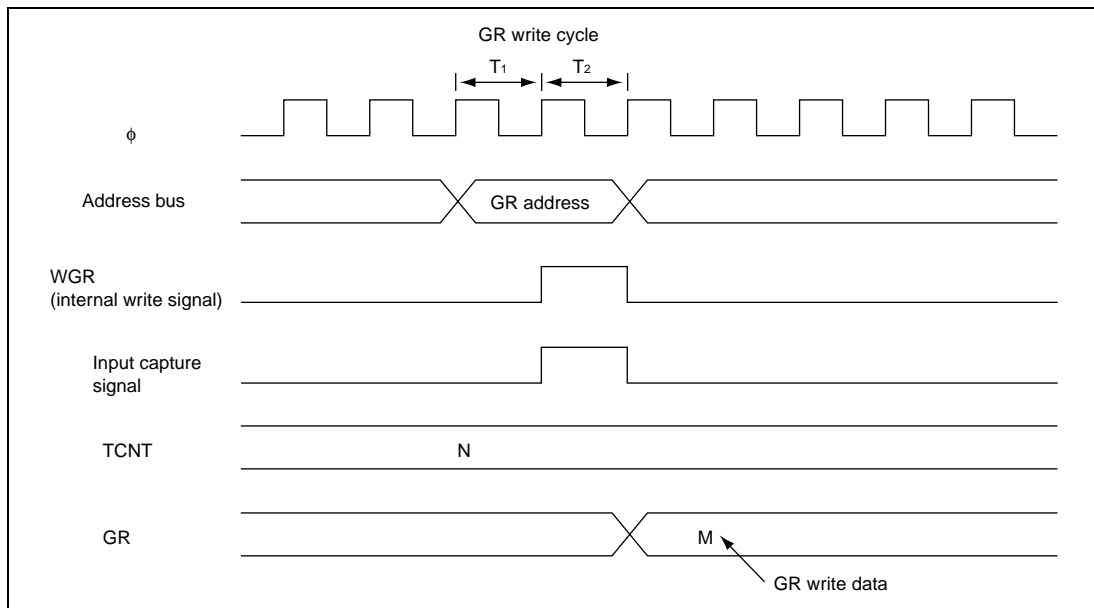 GR write cycle
T1 T2
ϕ
Address bus
GR address
WGR
(internal write signal)
Input capture
signal
TCNT
N
GR
M
GR write data